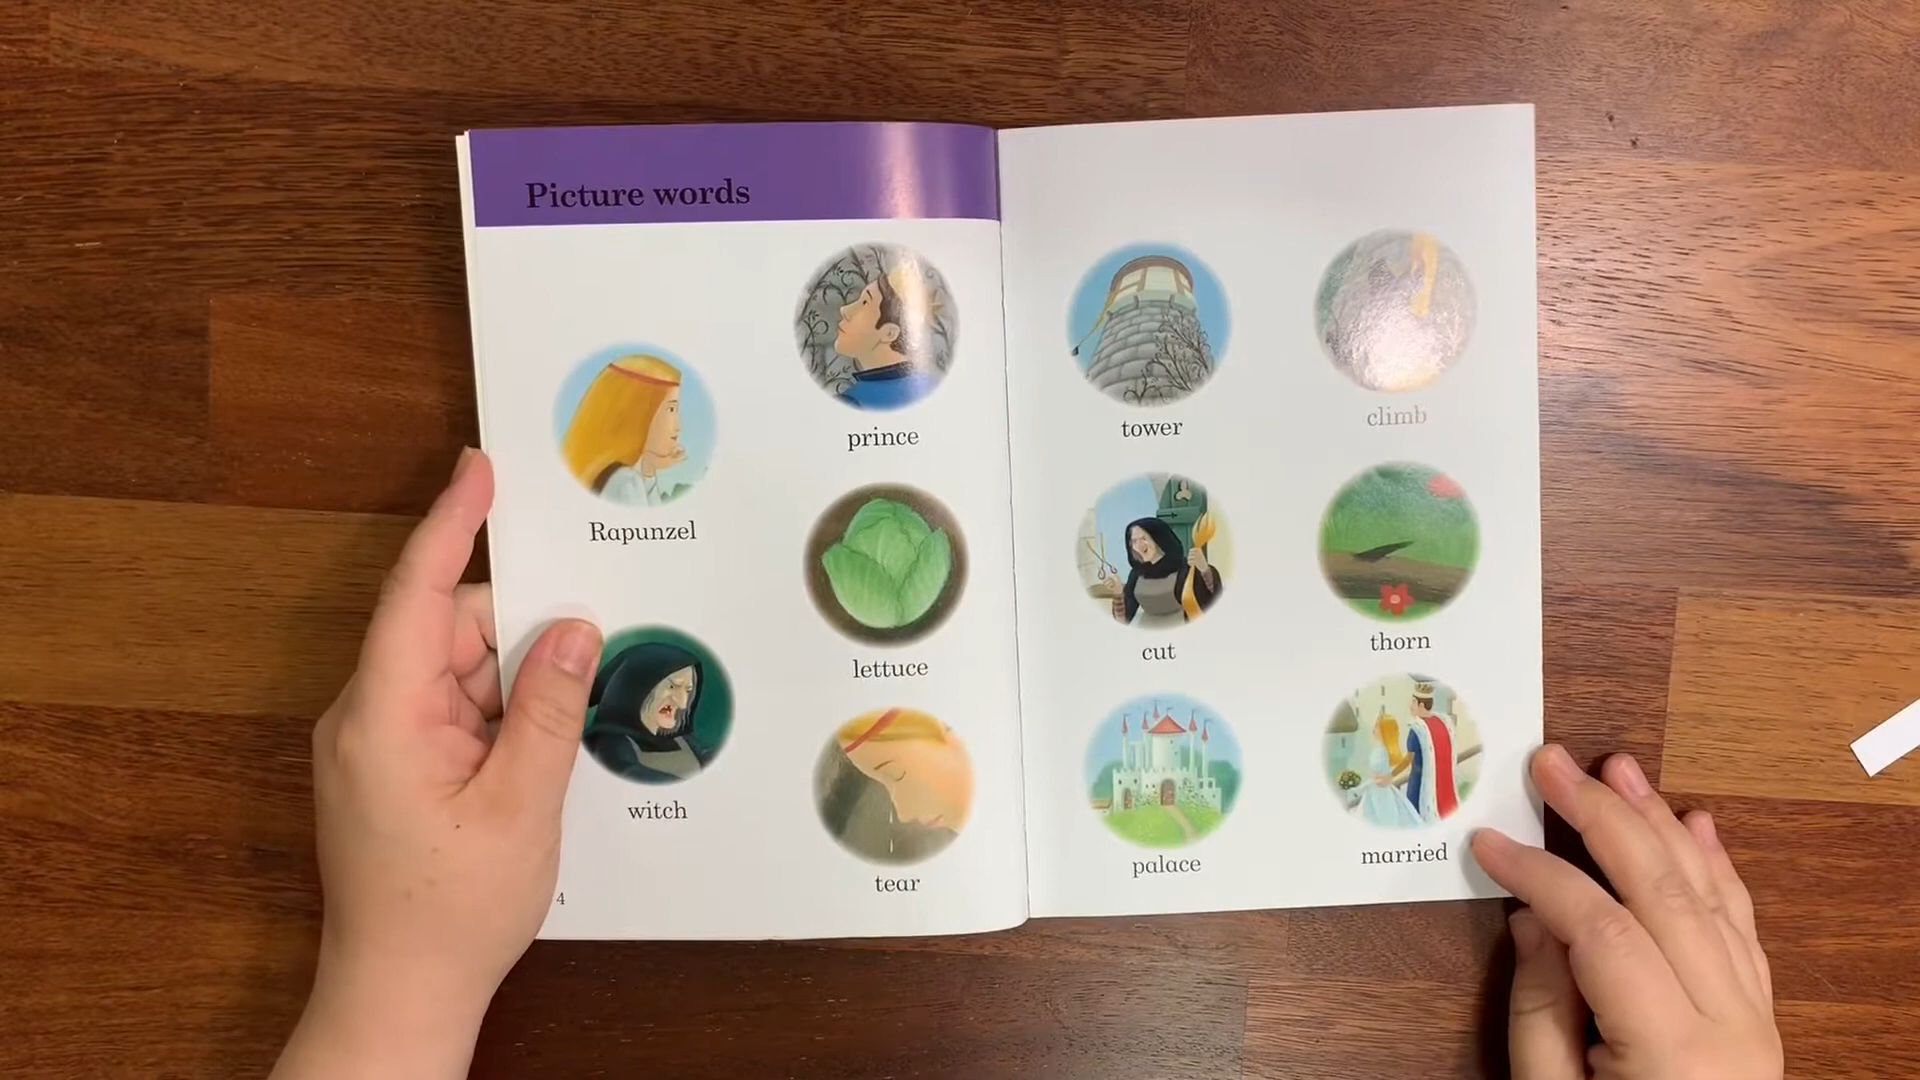 Picture words
Rapunzel
witch
prince
lettuce
tear
4
tower
climb
cut
thorn
palace
married